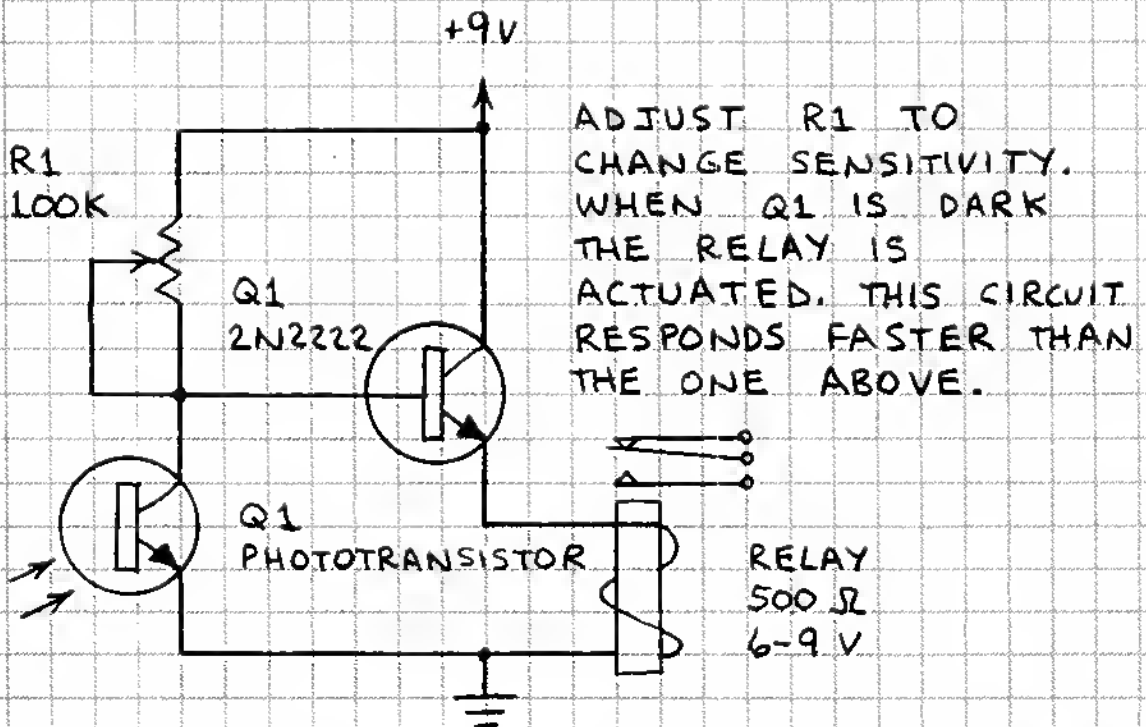 +9V
R1
100K
ADJUST R1 TO
CHANGE SENSITIVITY.
WHEN Q1 IS DARK
THE RELAY IS
ACTUATED. THIS CIRCUIT
RESPONDS FASTER THAN
THE ONE ABOVE.
Q1
2N2222
Q1
PHOTOTRANSISTOR
RELAY
500 Ω
6-9 V